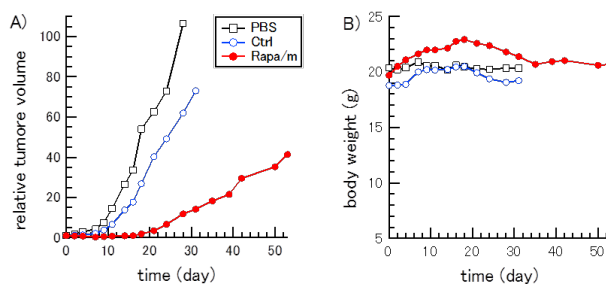 A)
relative tumore volume
100
80
60
40
20
0
0 10 20 30 40 50
time (day)
PBS
Ctrl
Rapa/m
B)
body weight (g)
25
20
15
10
5
0 10 20 30 40 50
time (day)